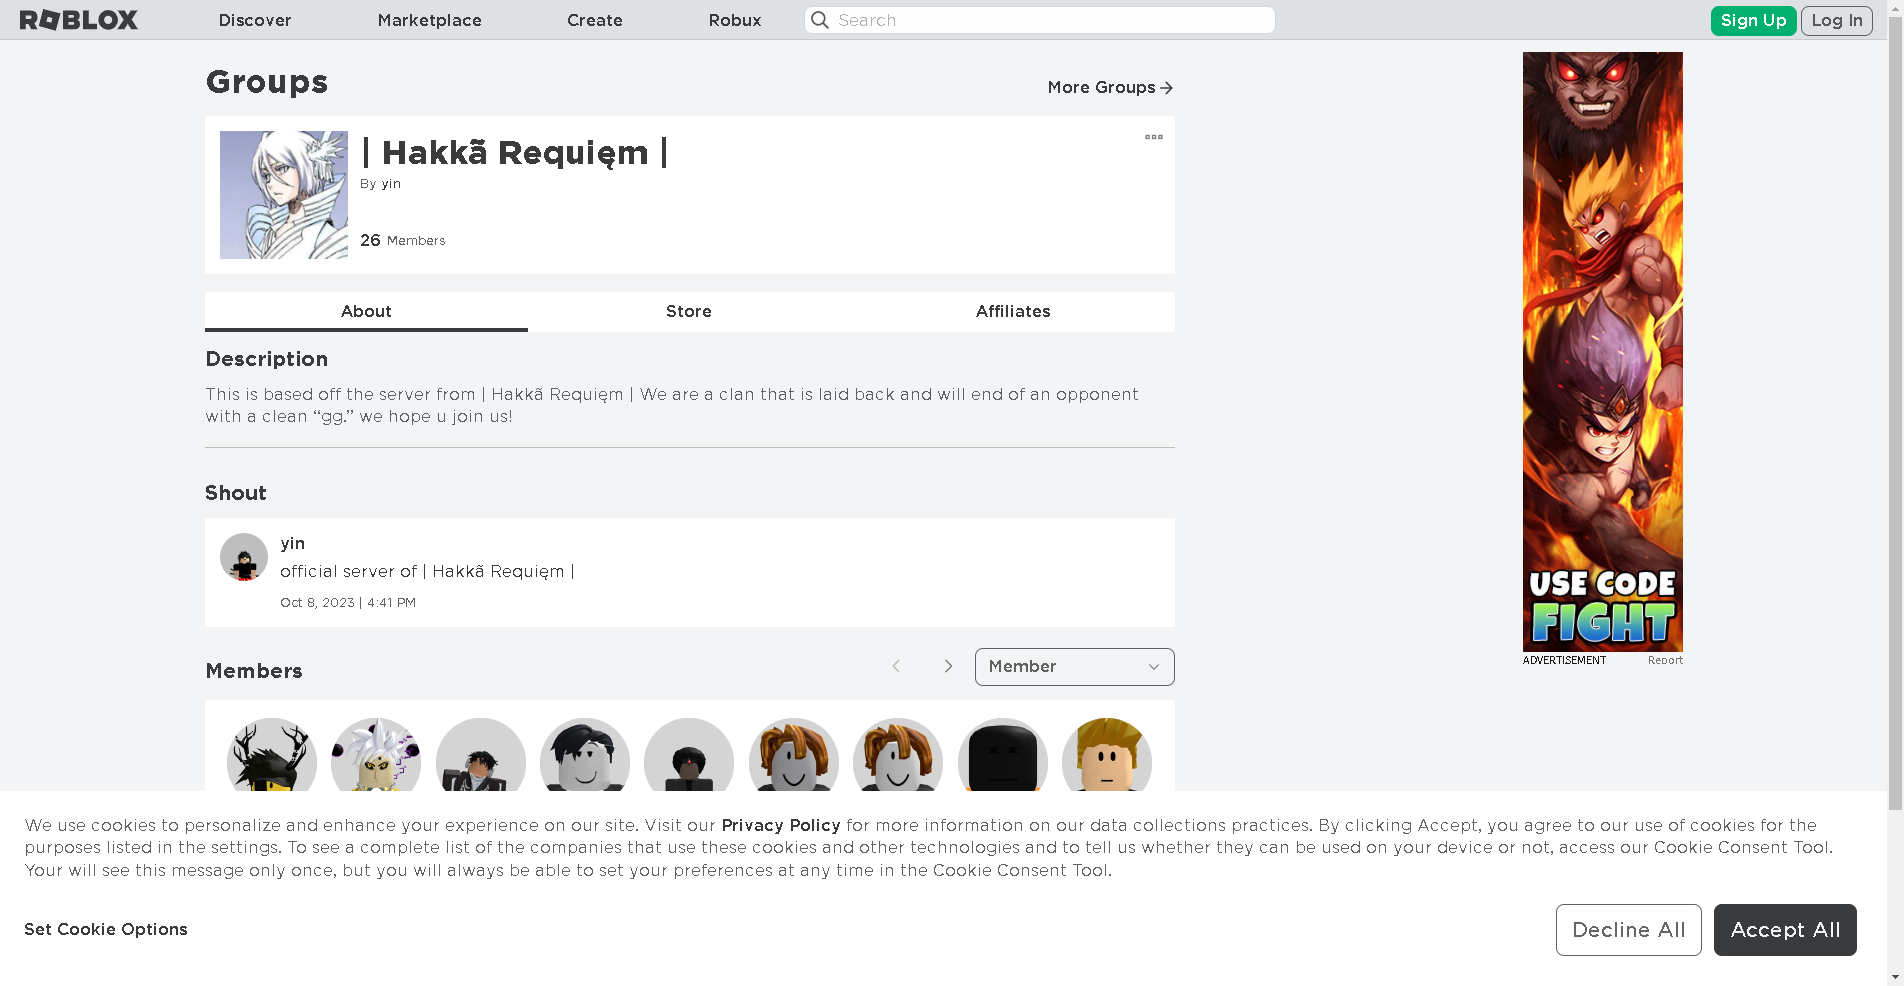 ROBLOX Discover Marketplace Create Robux Search Sign Up Log In
Groups
More Groups
| Hakkã Requięm |
By yin
26 Members
About Store Affiliates
Description
This is based off the server from | Hakkã Requięm | We are a clan that is laid back and will end of an opponent
with a clean “gg.” we hope u join us!
Shout
yin
official server of | Hakkã Requięm |
Oct 8, 2023 | 4:41 PM
Members
Member
USE CODE
FIGHT
ADVERTISEMENT Report
We use cookies to personalize and enhance your experience on our site. Visit our Privacy Policy for more information on our data collections practices. By clicking Accept, you agree to our use of cookies for the
purposes listed in the settings. To see a complete list of the companies that use these cookies and other technologies and to tell us whether they can be used on your device or not, access our Cookie Consent Tool.
Your will see this message only once, but you will always be able to set your preferences at any time in the Cookie Consent Tool.
Set Cookie Options
Decline All Accept All